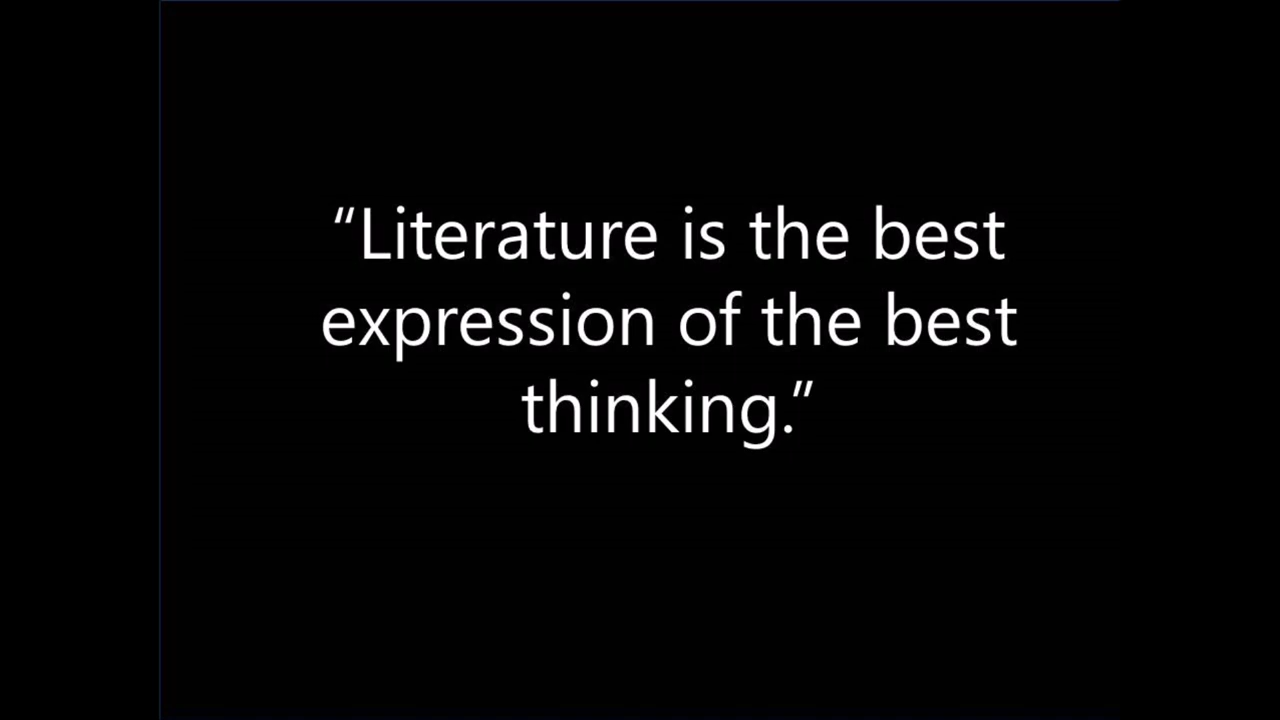 “Literature is the best
expression of the best
thinking.”